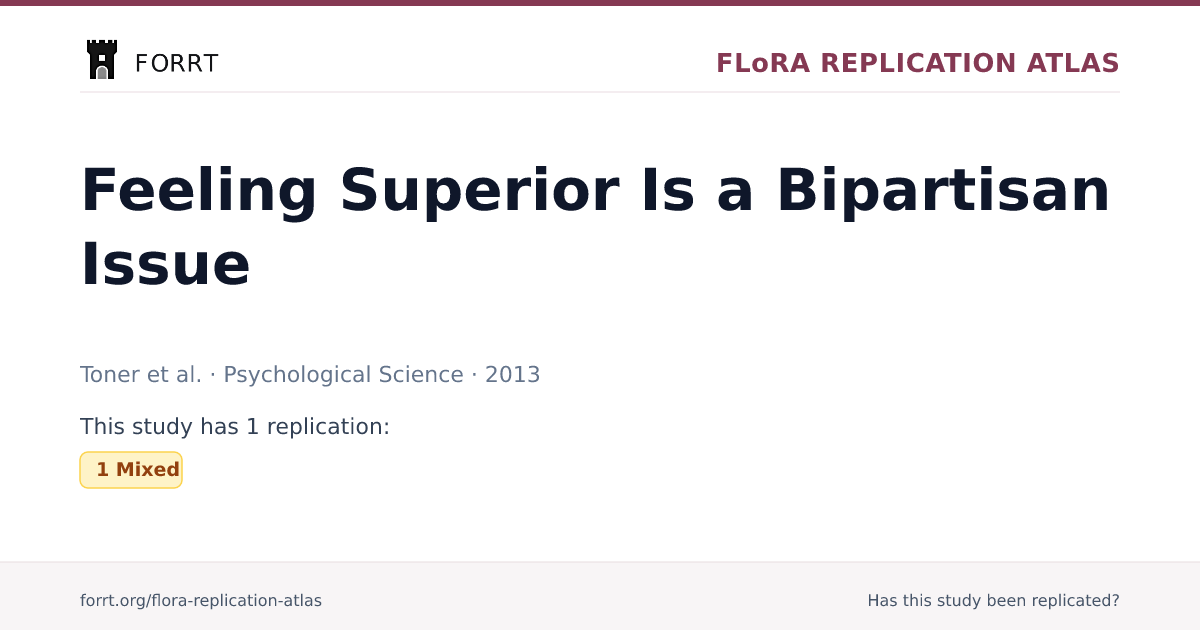 FORRT
FLoRA REPLICATION ATLAS
Feeling Superior Is a Bipartisan
Issue
Toner et al. · Psychological Science · 2013
This study has 1 replication:
1 Mixed
forrt.org/flora-replication-atlas
Has this study been replicated?